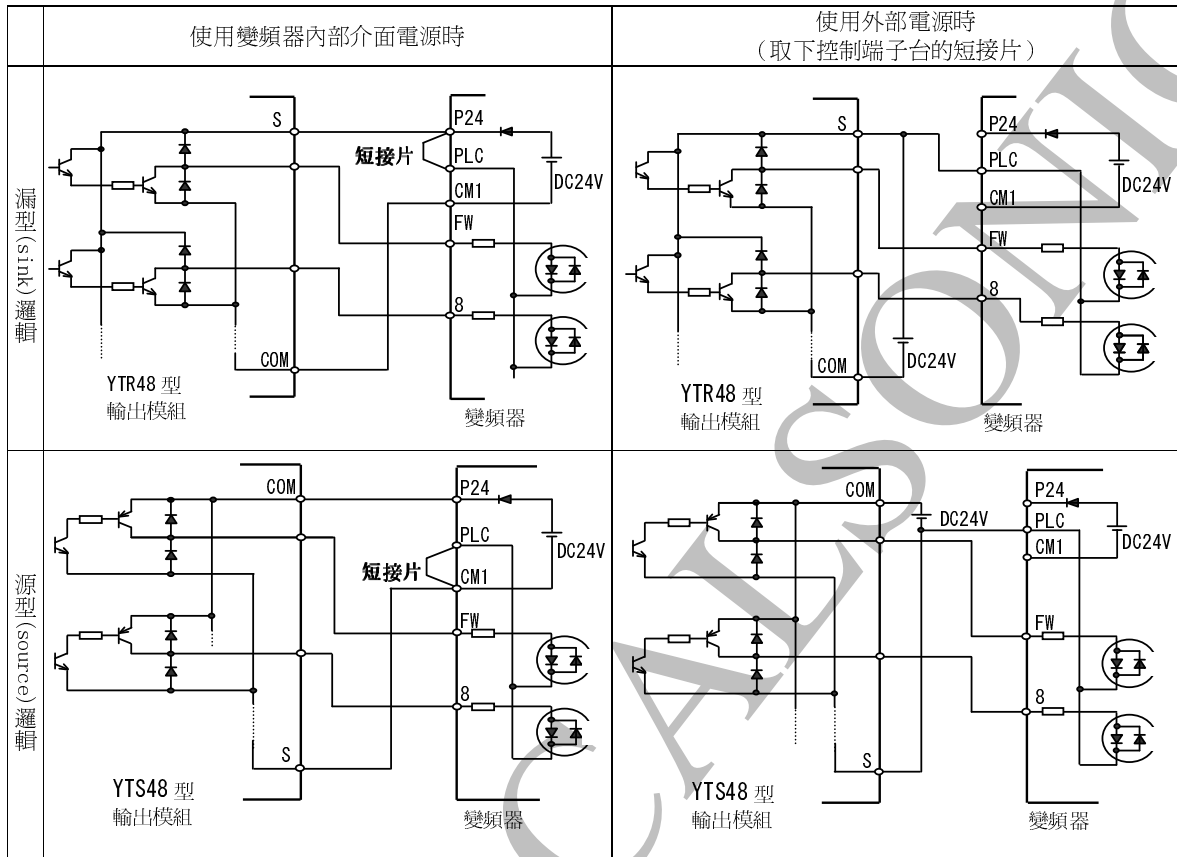 使用變頻器內部介面電源時
使用外部電源時
(取下控制端子台的短接片)
漏型(sink)邏輯
S
P24
短接片
PLC
DC24V
CM1
FW
8
COM
YTR48 型
輸出模組
變頻器
S
P24
PLC
DC24V
CM1
FW
8
DC24V
COM
YTR48 型
輸出模組
變頻器
源型(source)邏輯
COM
P24
PLC
DC24V
短接片
CM1
FW
8
S
YTS48 型
輸出模組
變頻器
COM
P24
DC24V
PLC
DC24V
CM1
FW
8
S
YTS48 型
輸出模組
變頻器